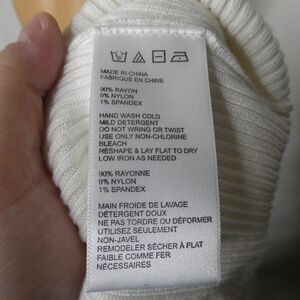 MADE IN CHINA
FABRIQUÉ EN CHINE
90% RAYON
9% NYLON
1% SPANDEX
HAND WASH COLD
MILD DETERGENT
DO NOT WRING OR TWIST
USE ONLY NON-CHLORINE
BLEACH
RESHAPE & LAY FLAT TO DRY
LOW IRON AS NEEDED
90% RAYONNE
9% NYLON
1% SPANDEX
MAIN FROIDE DE LAVAGE
DÉTERGENT DOUX
NE PAS TORDRE OU DÉFORMER
UTILISEZ SEULEMENT
NON-JAVEL
REMODELER SÉCHER À PLAT
FAIBLE COMME FER
NÉCESSAIRES